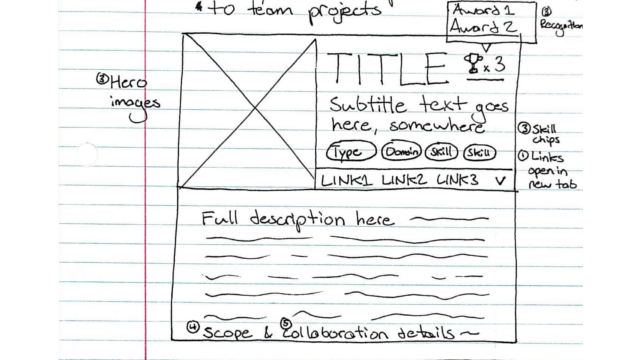 to team projects
Award 1
Award 2
② Recognition
TITLE
x 3
③ Hero
images
Subtitle text goes
here, somewhere
Type Domain Skill Skill
③ Skill
chips
LINK1 LINK2 LINK3 v
① Links
open in
new tab
Full description here
④ Scope & ⑤ Collaboration details